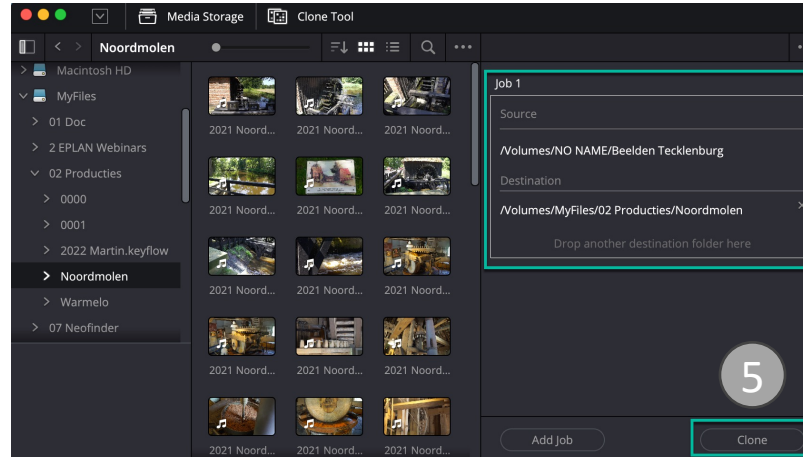 Media Storage Clone Tool
Noordmolen
Macintosh HD
MyFiles
01 Doc
2 EPLAN Webinars
02 Producties
0000
0001
2022 Martin.keyflow
Noordmolen
Warmelo
07 Neofinder
2021 Noord... 2021 Noord... 2021 Noord...
2021 Noord... 2021 Noord... 2021 Noord...
2021 Noord... 2021 Noord... 2021 Noord...
2021 Noord... 2021 Noord... 2021 Noord...
2021 Noord... 2021 Noord... 2021 Noord...
Job 1
Source
/Volumes/NO NAME/Beelden Tecklenburg
Destination
/Volumes/MyFiles/02 Producties/Noordmolen
Drop another destination folder here
5
Add Job Clone